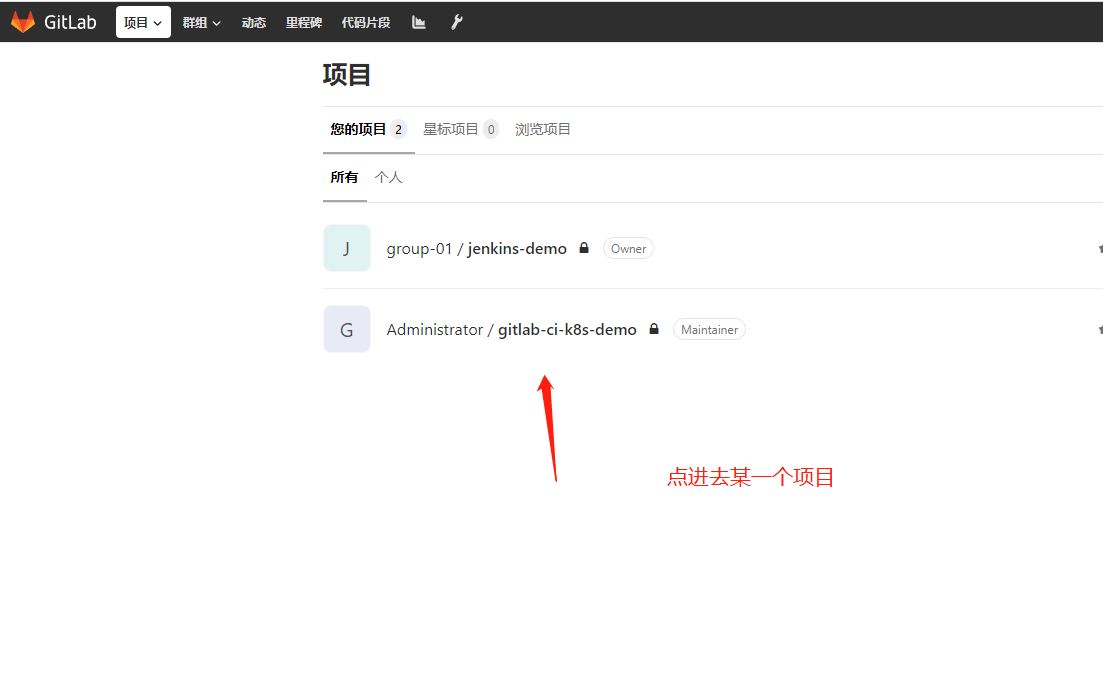 GitLab 项目 群组 动态 里程碑 代码片段
项目
您的项目 2 星标项目 0 浏览项目
所有 个人
J group-01 / jenkins-demo Owner
G Administrator / gitlab-ci-k8s-demo Maintainer
点进去某一个项目